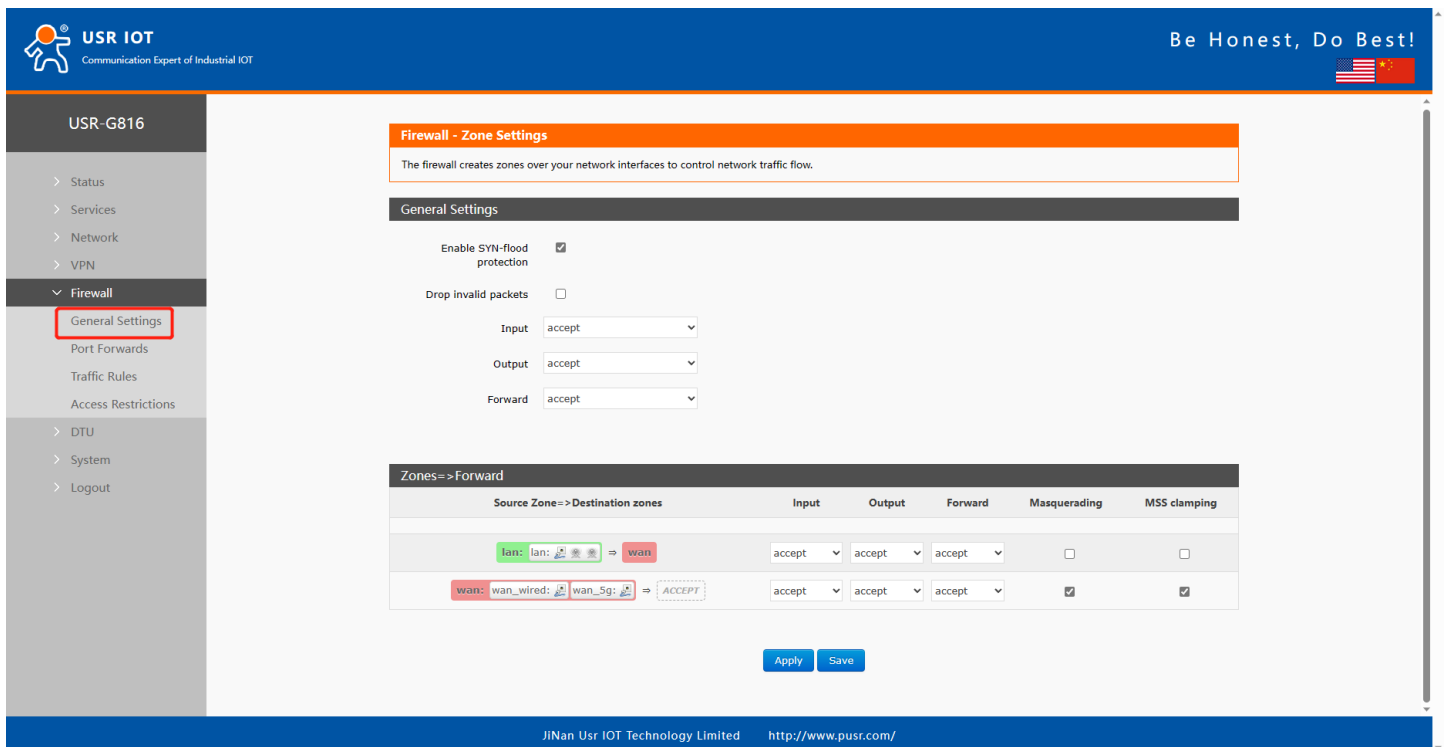 USR IOT
Communication Expert of Industrial IOT
Be Honest, Do Best!
USR-G816
Status
Services
Network
VPN
Firewall
General Settings
Port Forwards
Traffic Rules
Access Restrictions
DTU
System
Logout
Firewall - Zone Settings
The firewall creates zones over your network interfaces to control network traffic flow.
General Settings
Enable SYN-flood
protection
Drop invalid packets
Input accept
Output accept
Forward accept
Zones=>Forward
Source Zone=>Destination zones Input Output Forward Masquerading MSS clamping
lan: lan: ⇒ wan accept accept accept
wan: wan_wired: wan_5g: ⇒ ACCEPT accept accept accept
Apply Save
JiNan Usr IOT Technology Limited http://www.pusr.com/